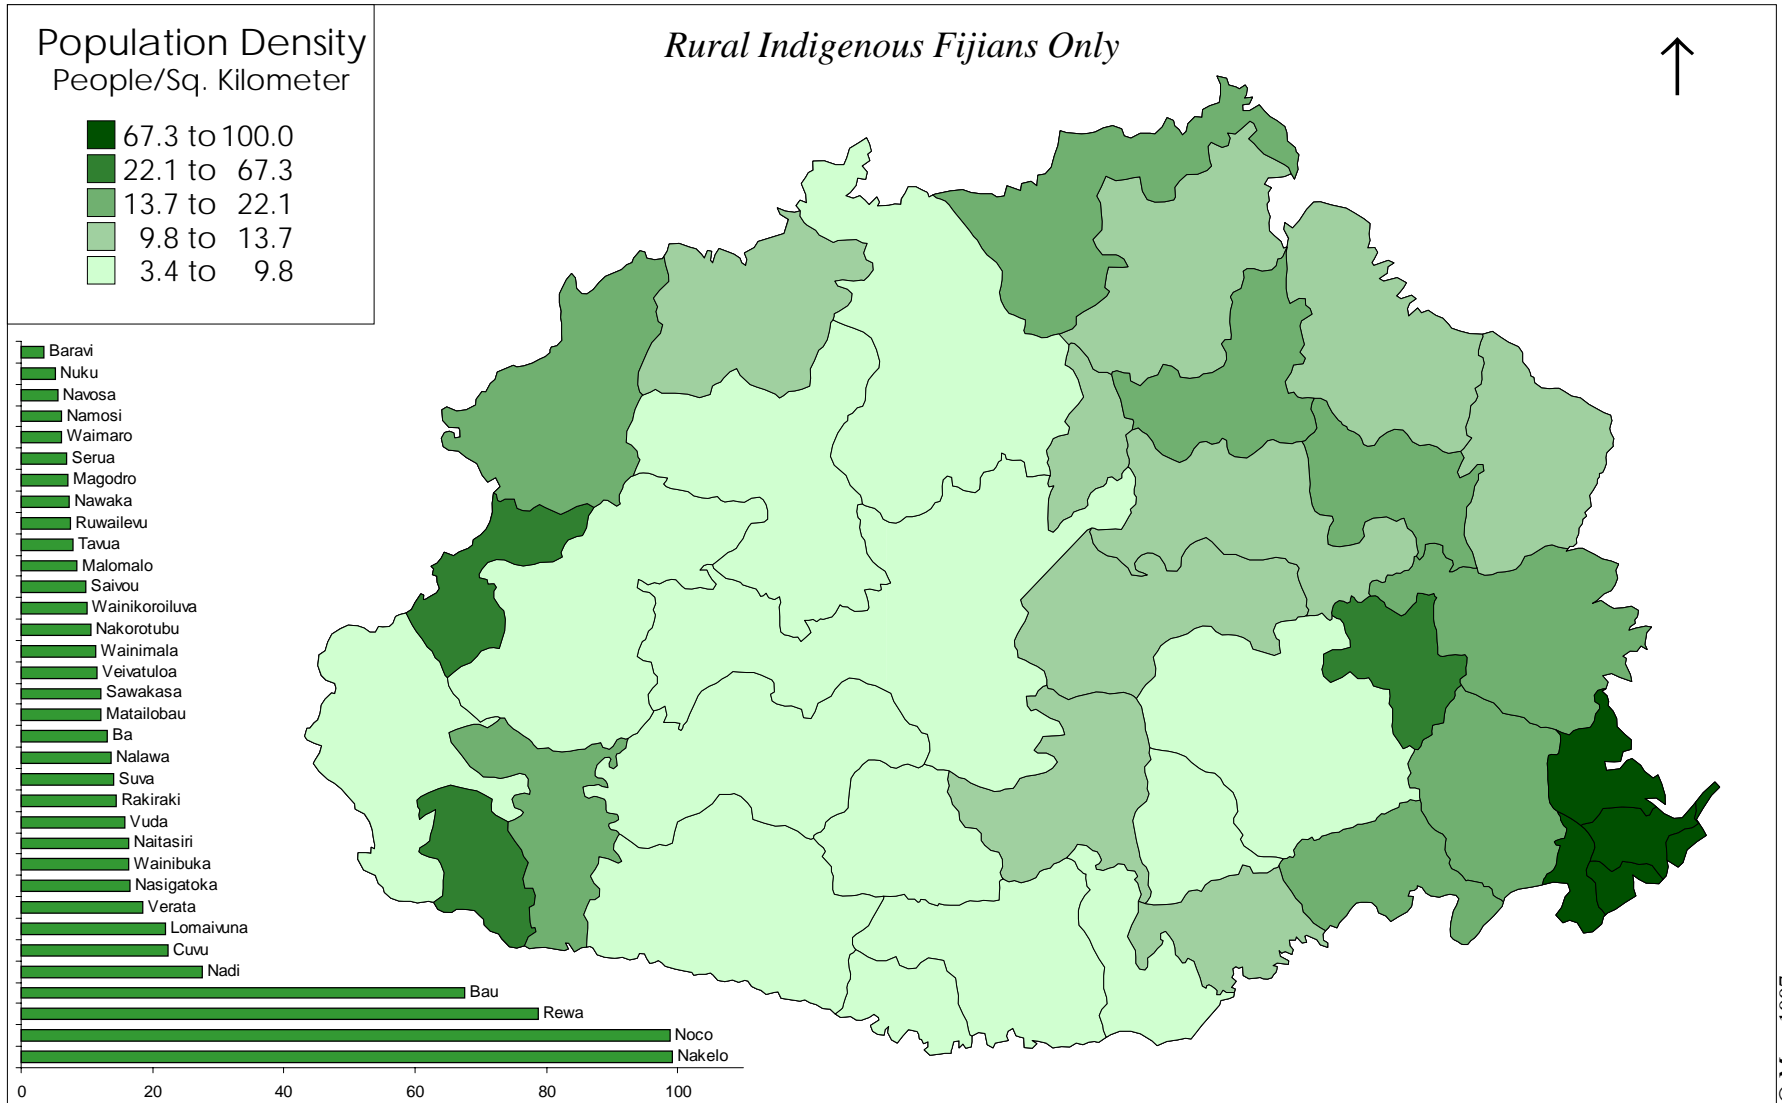 Population Density
People/Sq. Kilometer
67.3 to 100.0
22.1 to 67.3
13.7 to 22.1
9.8 to 13.7
3.4 to 9.8
Rural Indigenous Fijians Only
Baravi
Nuku
Navosa
Namosi
Waimaro
Serua
Magodro
Nawaka
Ruwailevu
Tavua
Malomalo
Saivou
Wainikoroiluva
Nakorotubu
Wainimala
Veivatuloa
Sawakasa
Matailobau
Ba
Nalawa
Suva
Rakiraki
Vuda
Naitasiri
Wainibuka
Nasigatoka
Verata
Lomaivuna
Cuvu
Nadi
Bau
Rewa
Noco
Nakelo
0 20 40 60 80 100